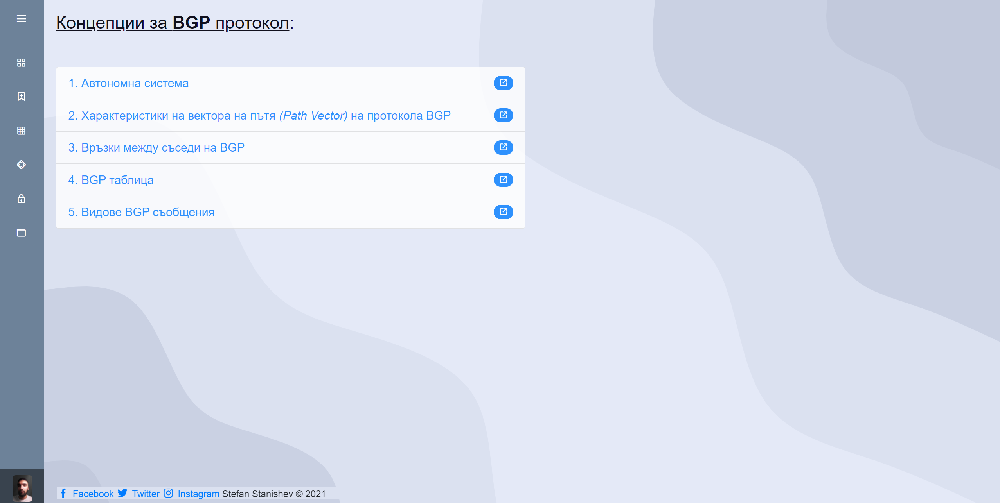 Концепции за BGP протокол:
1. Автономна система
2. Характеристики на вектора на пътя (Path Vector) на протокола BGP
3. Връзки между съседи на BGP
4. BGP таблица
5. Видове BGP съобщения
Facebook Twitter Instagram Stefan Stanishev © 2021